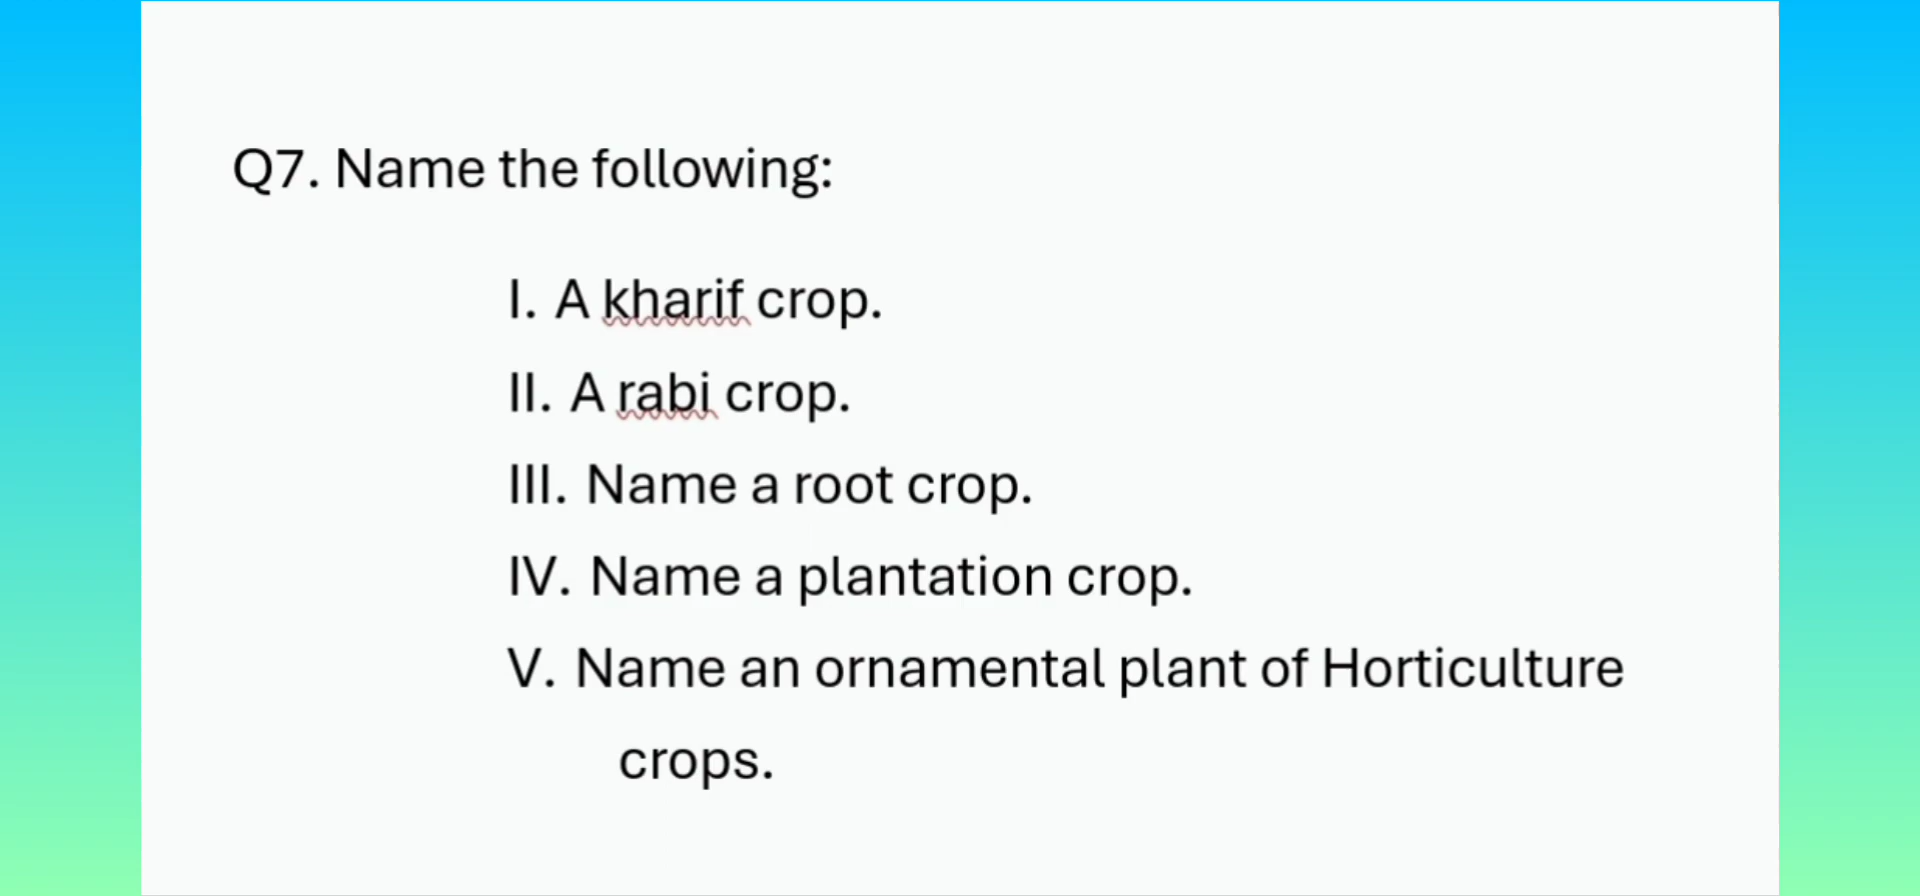 Q7. Name the following:
I. A kharif crop.
II. A rabi crop.
III. Name a root crop.
IV. Name a plantation crop.
V. Name an ornamental plant of Horticulture
crops.